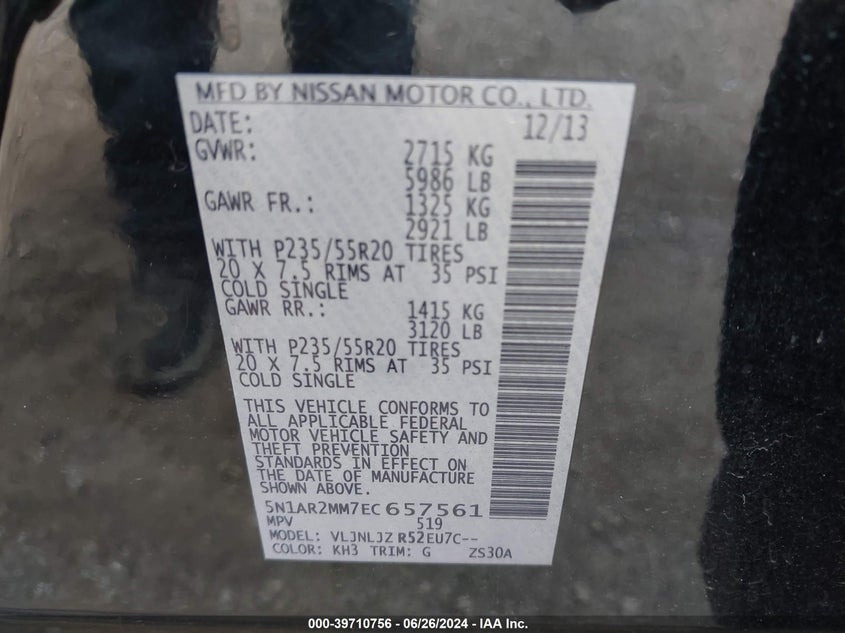 MFD BY NISSAN MOTOR CO., LTD.
DATE: 12/13
GVWR: 2715 KG
5986 LB
GAWR FR.: 1325 KG
2921 LB
WITH P235/55R20 TIRES
20 X 7.5 RIMS AT 35 PSI
COLD SINGLE
GAWR RR.: 1415 KG
3120 LB
WITH P235/55R20 TIRES
20 X 7.5 RIMS AT 35 PSI
COLD SINGLE
THIS VEHICLE CONFORMS TO
ALL APPLICABLE FEDERAL
MOTOR VEHICLE SAFETY AND
THEFT PREVENTION
STANDARDS IN EFFECT ON
THE DATE OF MANUFACTURE
SHOWN ABOVE.
5N1AR2MM7EC657561
MPV 519
MODEL: VLJNLJZ R52EU7C--
COLOR: KH3 TRIM: G ZS30A
000-39710756 - 06/26/2024 - IAA Inc.